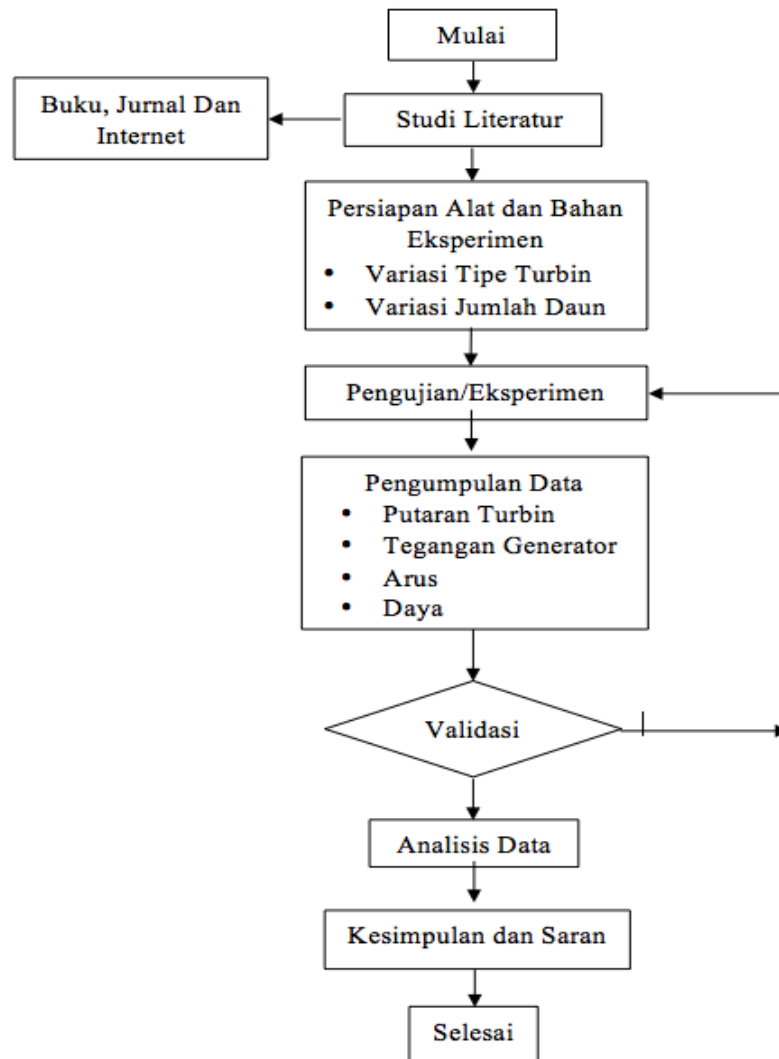 Mulai
Buku, Jurnal Dan
Internet
Studi Literatur
Persiapan Alat dan Bahan
Eksperimen
• Variasi Tipe Turbin
• Variasi Jumlah Daun
Pengujian/Eksperimen
Pengumpulan Data
• Putaran Turbin
• Tegangan Generator
• Arus
• Daya
Validasi
Analisis Data
Kesimpulan dan Saran
Selesai